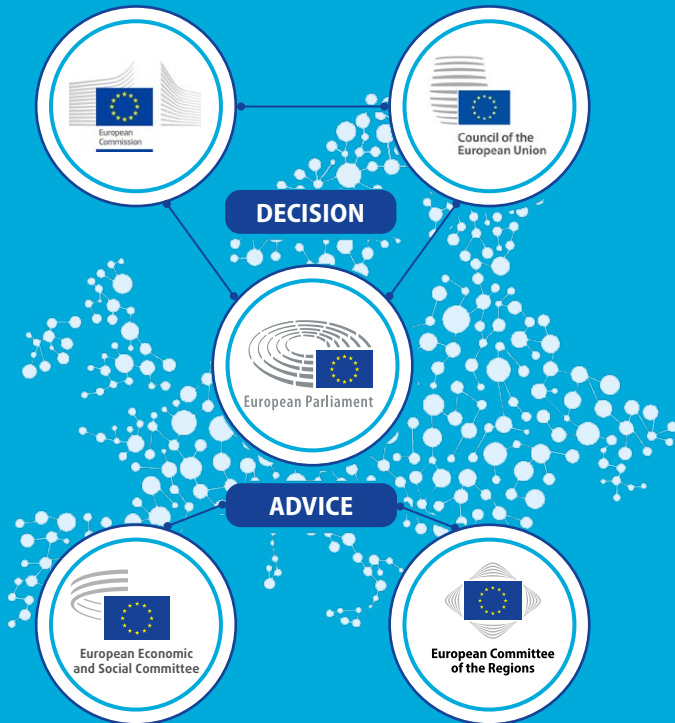 European
Commission
Council of the
European Union
DECISION
European Parliament
ADVICE
European Economic
and Social Committee
European Committee
of the Regions